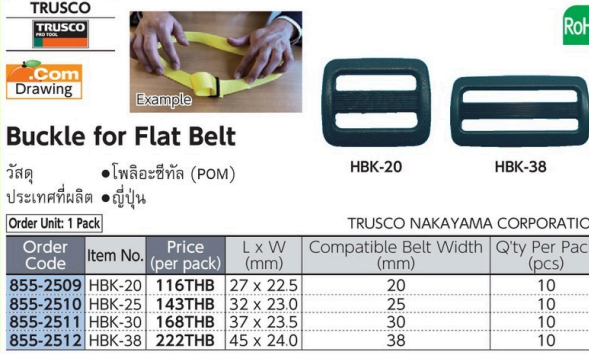 TRUSCO
TRUSCO
PRO TOOL
.Com
Drawing
Example
RoH
Buckle for Flat Belt
HBK-20
HBK-38
วัสดุ ●โพลิอะซีทัล (POM)
ประเทศที่ผลิต ●ญี่ปุ่น
Order Unit: 1 Pack
TRUSCO NAKAYAMA CORPORATIO
Order Code Item No. Price (per pack) L x W (mm) Compatible Belt Width (mm) Q'ty Per Pac (pcs)
855-2509 HBK-20 116THB 27 x 22.5 20 10
855-2510 HBK-25 143THB 32 x 23.0 25 10
855-2511 HBK-30 168THB 37 x 23.5 30 10
855-2512 HBK-38 222THB 45 x 24.0 38 10